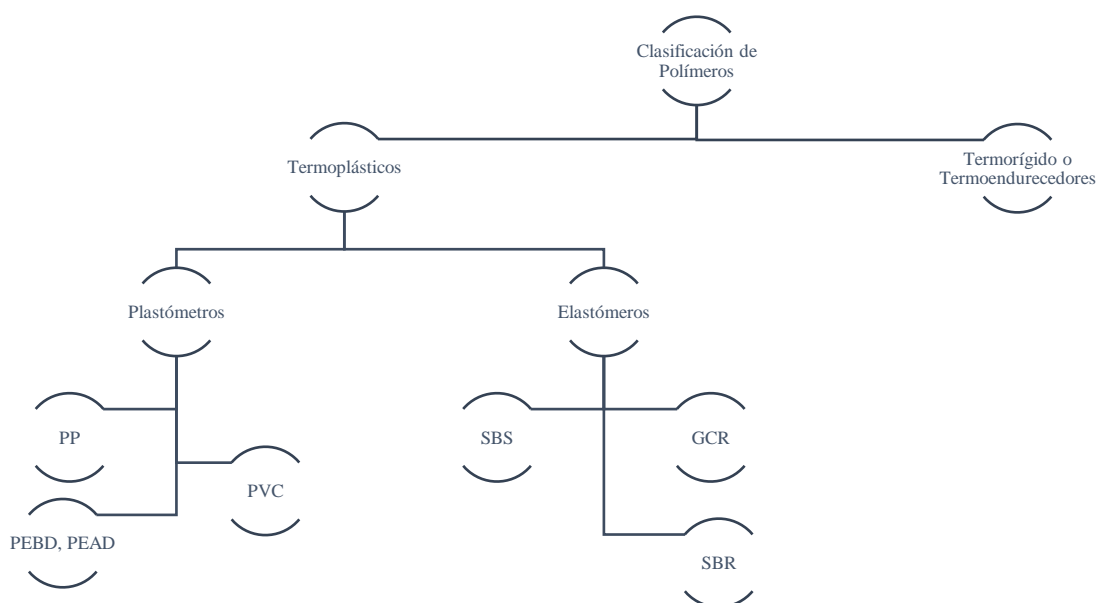 Clasificación de
Polímeros
Termoplásticos
Termorígido o
Termoendurecedores
Plastómetros
Elastómeros
PP
SBS
GCR
PVC
PEBD, PEAD
SBR